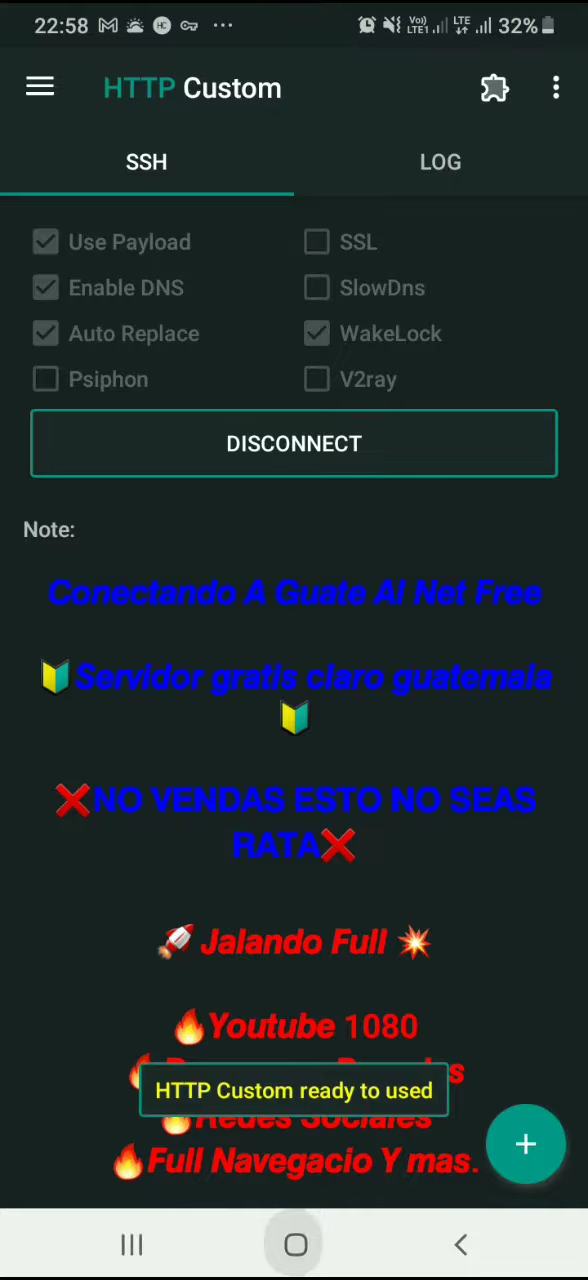 22:58 32%
HTTP Custom
SSH LOG
Use Payload SSL
Enable DNS SlowDns
Auto Replace WakeLock
Psiphon V2ray
DISCONNECT
Note:
Conectando A Guate Al Net Free
🔰Servidor gratis claro guatemala
🔰
❌NO VENDAS ESTO NO SEAS
RATA❌
🚀 Jalando Full 💥
🔥Youtube 1080
HTTP Custom ready to used
🔥Redes Sociales
🔥Full Navegacio Y mas.